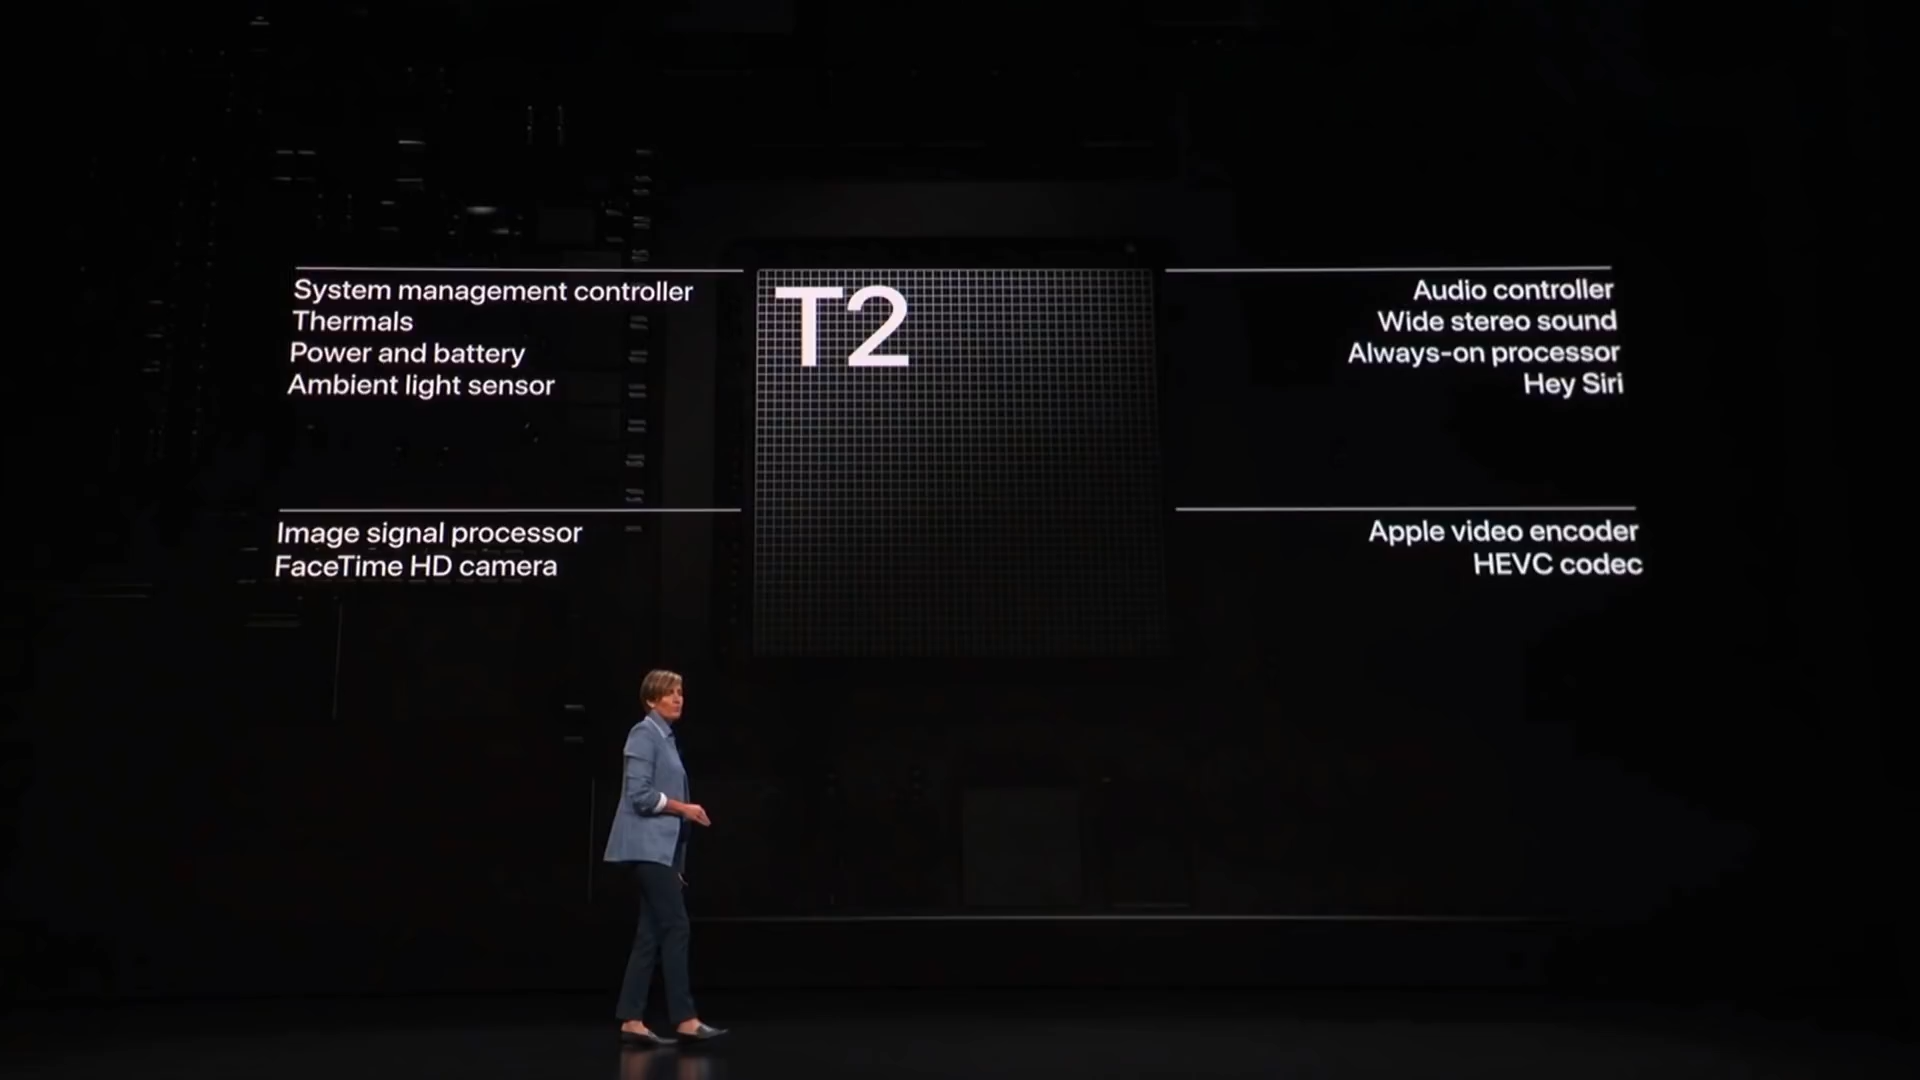 System management controller
Thermals
Power and battery
Ambient light sensor
Image signal processor
FaceTime HD camera
T2
Audio controller
Wide stereo sound
Always-on processor
Hey Siri
Apple video encoder
HEVC codec